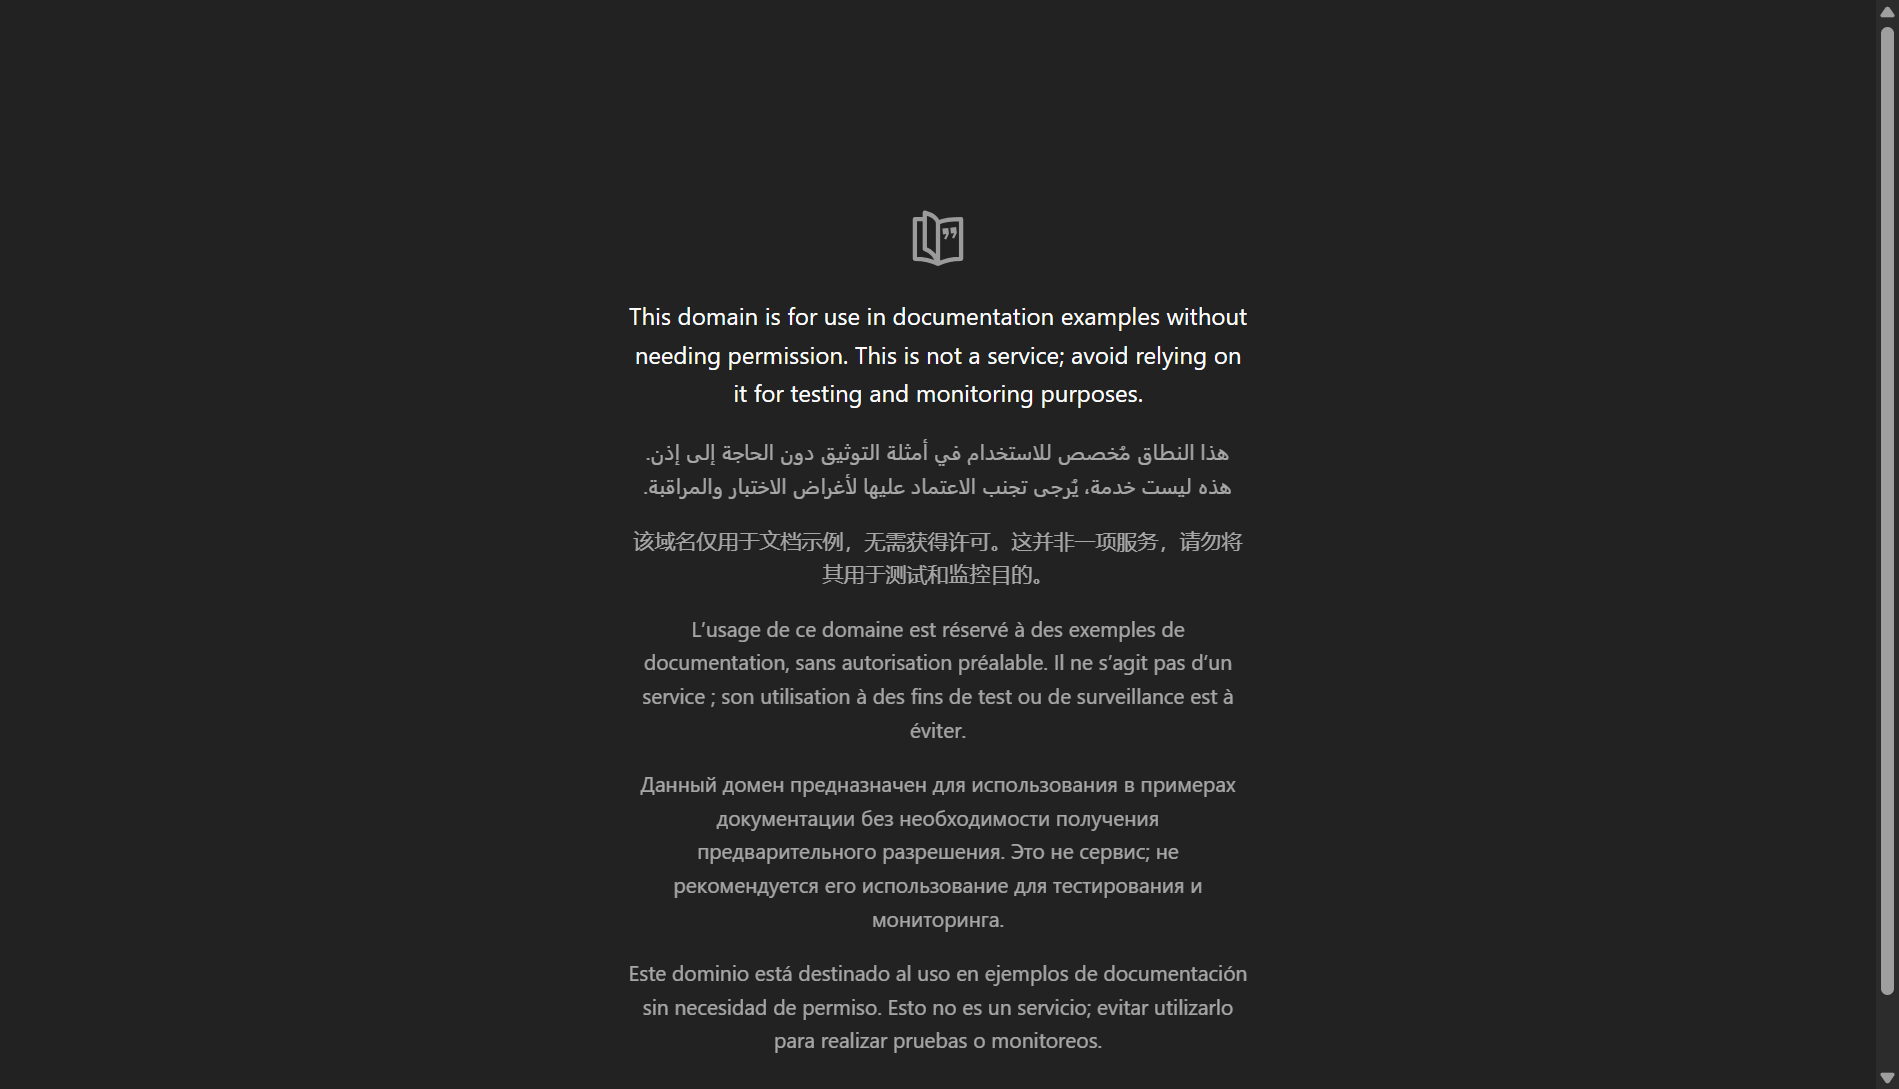 This domain is for use in documentation examples without
needing permission. This is not a service; avoid relying on
it for testing and monitoring purposes.
هذا النطاق مُخصص للاستخدام في أمثلة التوثيق دون الحاجة إلى إذن.
هذه ليست خدمة، يُرجى تجنب الاعتماد عليها لأغراض الاختبار والمراقبة.
该域名仅用于文档示例，无需获得许可。这并非一项服务，请勿将
其用于测试和监控目的。
L’usage de ce domaine est réservé à des exemples de
documentation, sans autorisation préalable. Il ne s’agit pas d’un
service ; son utilisation à des fins de test ou de surveillance est à
éviter.
Данный домен предназначен для использования в примерах
документации без необходимости получения
предварительного разрешения. Это не сервис; не
рекомендуется его использование для тестирования и
мониторинга.
Este dominio está destinado al uso en ejemplos de documentación
sin necesidad de permiso. Esto no es un servicio; evitar utilizarlo
para realizar pruebas o monitoreos.